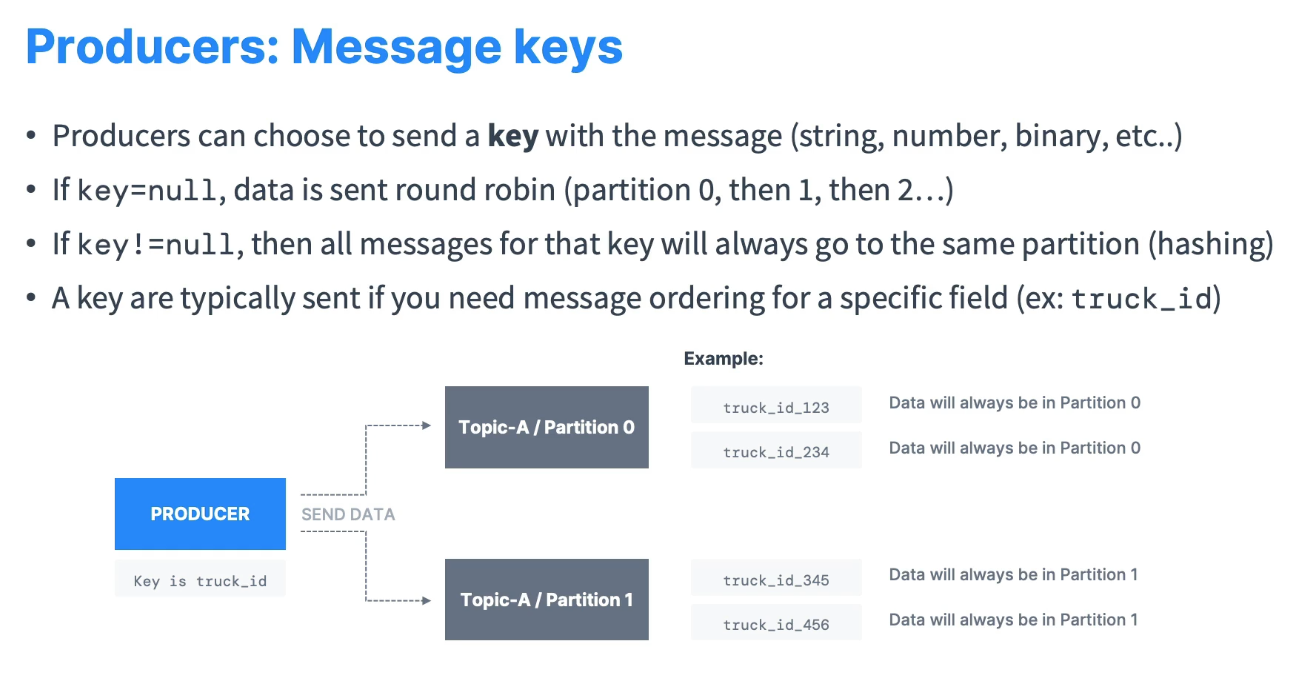 Producers: Message keys
• Producers can choose to send a key with the message (string, number, binary, etc..)
• If key=null, data is sent round robin (partition 0, then 1, then 2...)
• If key!=null, then all messages for that key will always go to the same partition (hashing)
• A key are typically sent if you need message ordering for a specific field (ex: truck_id)
Example:
Topic-A / Partition 0
truck_id_123
Data will always be in Partition 0
truck_id_234
Data will always be in Partition 0
PRODUCER
SEND DATA
Key is truck_id
Topic-A / Partition 1
truck_id_345
Data will always be in Partition 1
truck_id_456
Data will always be in Partition 1